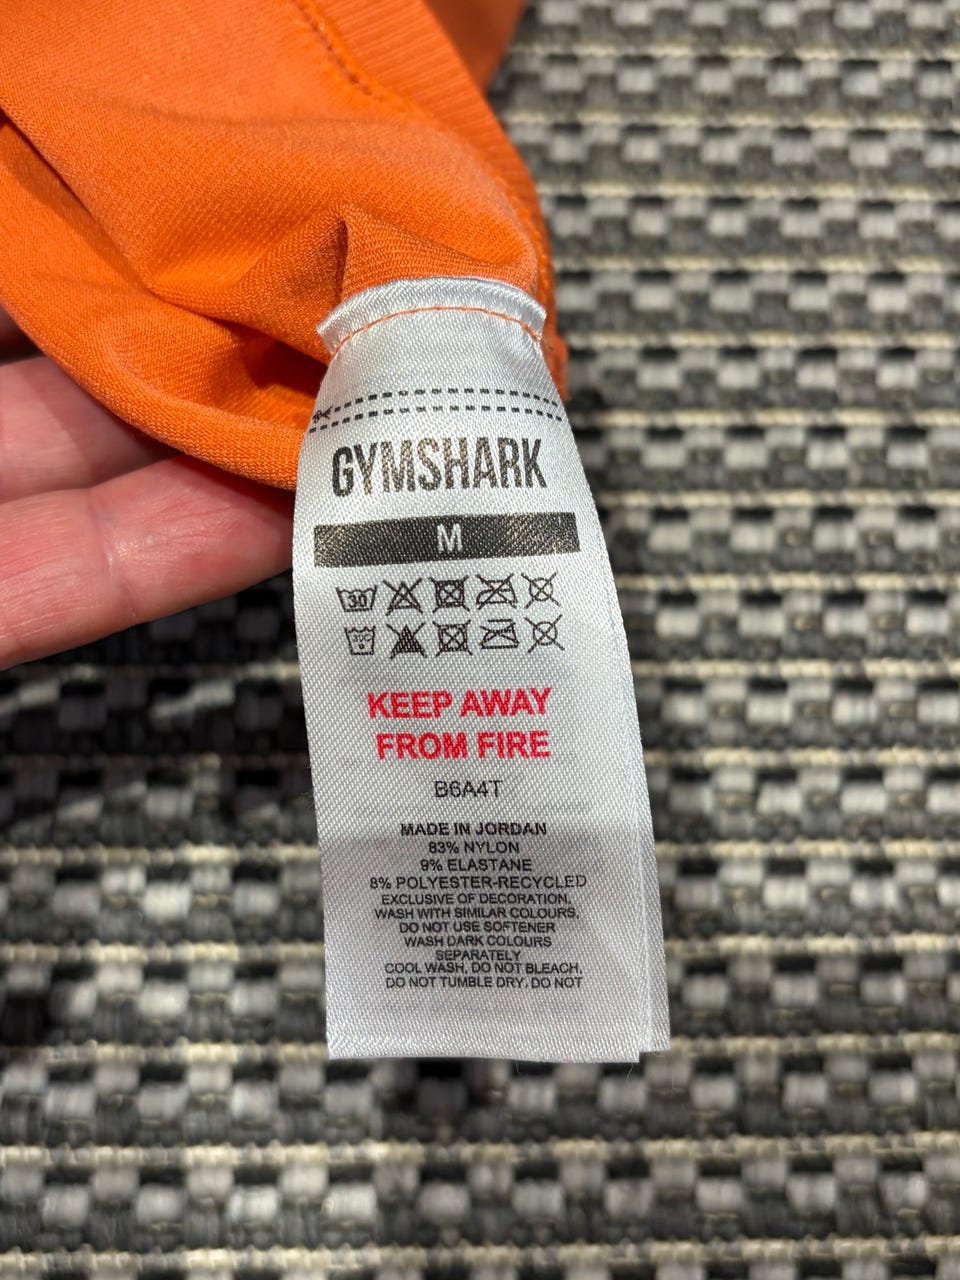 GYMSHARK
M
30
KEEP AWAY
FROM FIRE
B6A4T
MADE IN JORDAN
83% NYLON
9% ELASTANE
8% POLYESTER-RECYCLED
EXCLUSIVE OF DECORATION,
WASH WITH SIMILAR COLOURS,
DO NOT USE SOFTENER
WASH DARK COLOURS
SEPARATELY
COOL WASH, DO NOT BLEACH,
DO NOT TUMBLE DRY, DO NOT